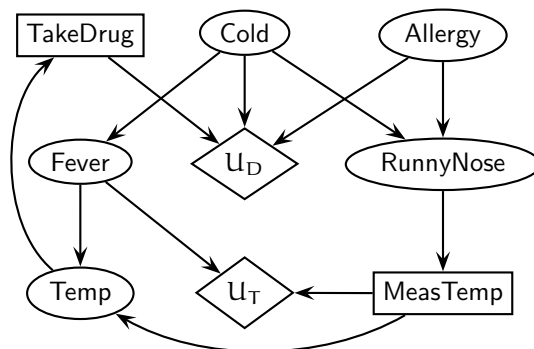 TakeDrug
Cold
Allergy
Fever
U_D
RunnyNose
Temp
U_T
MeasTemp